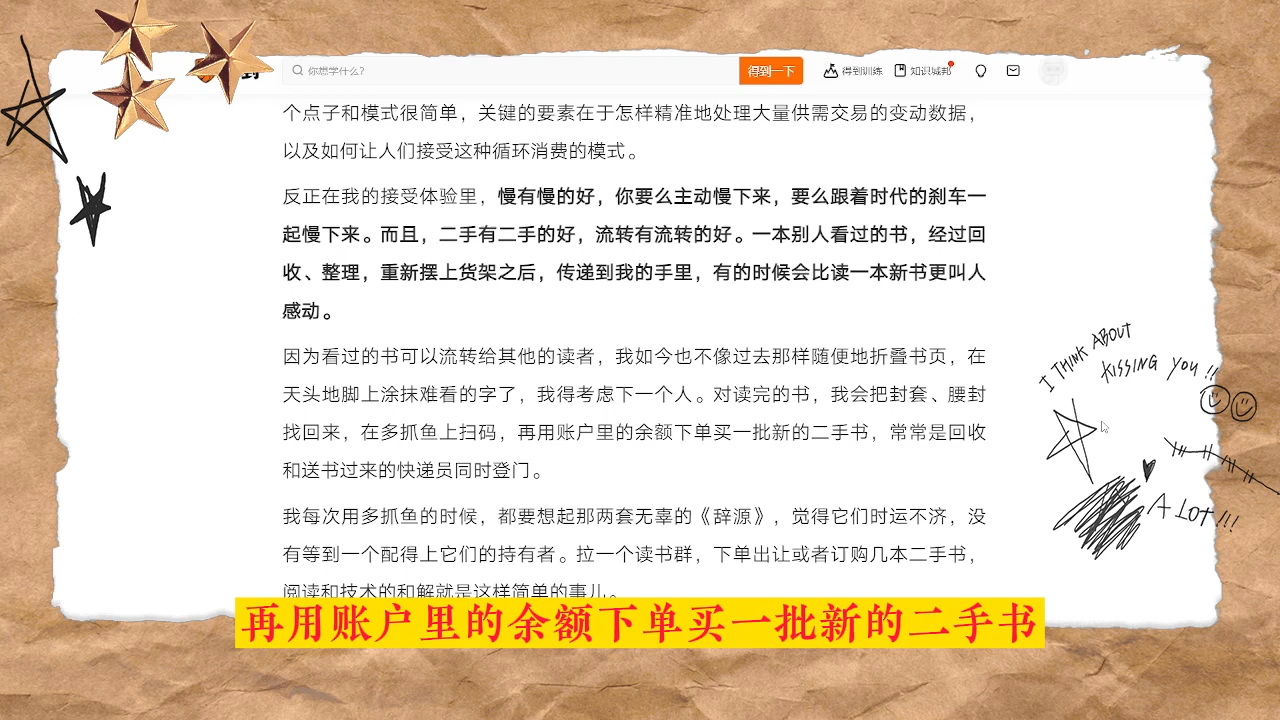 到
你想学什么?
得到一下
得到训练
知识城邦
个点子和模式很简单，关键的要素在于怎样精准地处理大量供需交易的变动数据，
以及如何让人们接受这种循环消费的模式。
反正在我的接受体验里，慢有慢的好，你要么主动慢下来，要么跟着时代的刹车一
起慢下来。而且，二手有二手的好，流转有流转的好。一本别人看过的书，经过回
收、整理，重新摆上货架之后，传递到我的手里，有的时候会比读一本新书更叫人
感动。
因为看过的书可以流转给其他的读者，我如今也不像过去那样随便地折叠书页，在
天头地脚上涂抹难看的字了，我得考虑下一个人。对读完的书，我会把封套、腰封
找回来，在多抓鱼上扫码，再用账户里的余额下单买一批新的二手书，常常是回收
和送书过来的快递员同时登门。
我每次用多抓鱼的时候，都要想起那两套无辜的《辞源》，觉得它们时运不济，没
有等到一个配得上它们的持有者。拉一个读书群，下单出让或者订购几本二手书，
阅读和技术的和解就是这样简单的事儿。
I THINK ABOUT
KISSING YOU !!
A LOT !!!
再用账户里的余额下单买一批新的二手书